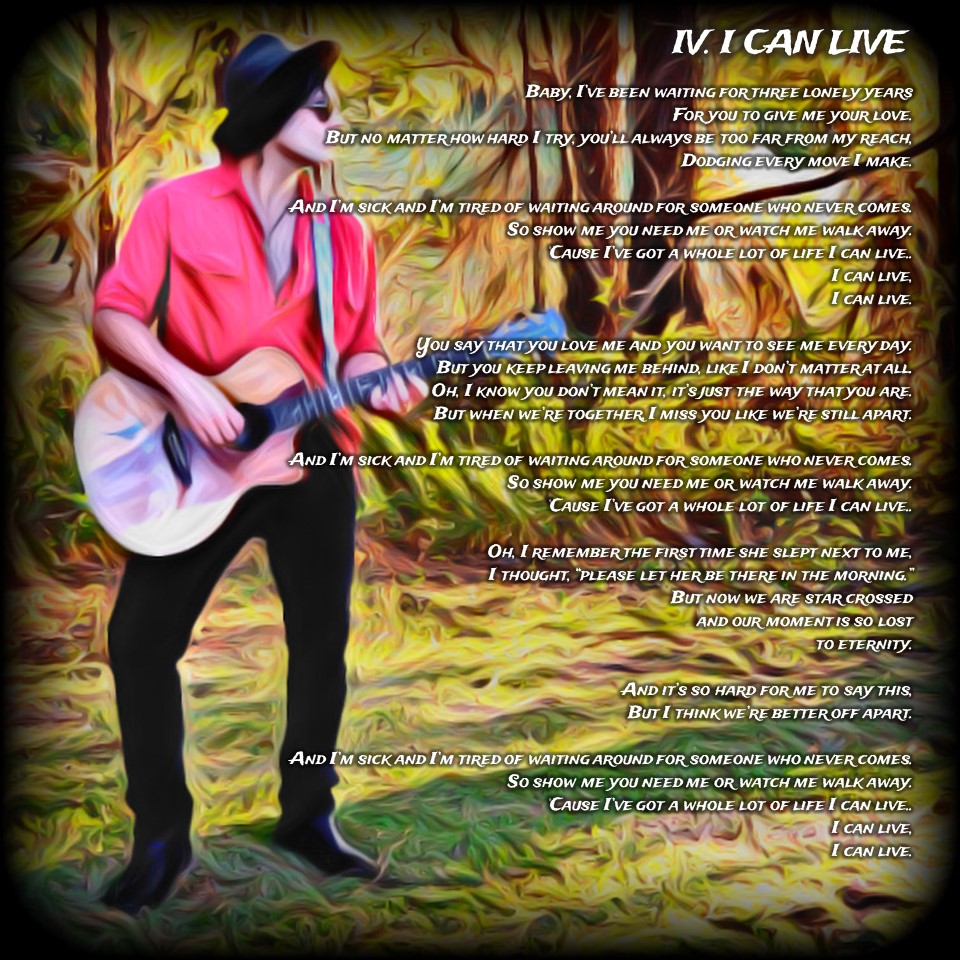 IV. I CAN LIVE
BABY, I'VE BEEN WAITING FOR THREE LONELY YEARS
FOR YOU TO GIVE ME YOUR LOVE.
BUT NO MATTER HOW HARD I TRY, YOU'LL ALWAYS BE TOO FAR FROM MY REACH,
DODGING EVERY MOVE I MAKE.
AND I'M SICK AND I'M TIRED OF WAITING AROUND FOR SOMEONE WHO NEVER COMES.
SO SHOW ME YOU NEED ME OR WATCH ME WALK AWAY.
'CAUSE I'VE GOT A WHOLE LOT OF LIFE I CAN LIVE..
I CAN LIVE,
I CAN LIVE.
YOU SAY THAT YOU LOVE ME AND YOU WANT TO SEE ME EVERY DAY.
BUT YOU KEEP LEAVING ME BEHIND, LIKE I DON'T MATTER AT ALL.
OH, I KNOW YOU DON'T MEAN IT, IT'S JUST THE WAY THAT YOU ARE.
BUT WHEN WE'RE TOGETHER, I MISS YOU LIKE WE'RE STILL APART.
AND I'M SICK AND I'M TIRED OF WAITING AROUND FOR SOMEONE WHO NEVER COMES.
SO SHOW ME YOU NEED ME OR WATCH ME WALK AWAY.
'CAUSE I'VE GOT A WHOLE LOT OF LIFE I CAN LIVE..
OH, I REMEMBER THE FIRST TIME SHE SLEPT NEXT TO ME,
I THOUGHT, "PLEASE LET HER BE THERE IN THE MORNING."
BUT NOW WE ARE STAR CROSSED
AND OUR MOMENT IS SO LOST
TO ETERNITY.
AND IT'S SO HARD FOR ME TO SAY THIS,
BUT I THINK WE'RE BETTER OFF APART.
AND I'M SICK AND I'M TIRED OF WAITING AROUND FOR SOMEONE WHO NEVER COMES.
SO SHOW ME YOU NEED ME OR WATCH ME WALK AWAY.
'CAUSE I'VE GOT A WHOLE LOT OF LIFE I CAN LIVE..
I CAN LIVE,
I CAN LIVE.